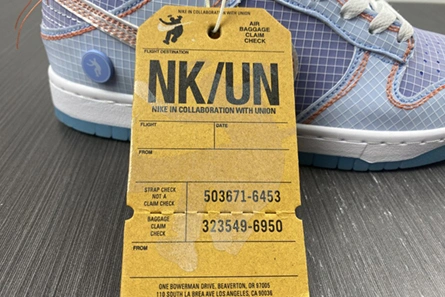 NIKE IN COLLABORATION WITH UNION
AIR
BAGGAGE
CLAIM
CHECK
FLIGHT DESTINATION
NK/UN
NIKE IN COLLABORATION WITH UNION
FLIGHT
DATE
FROM
STRAP CHECK
NOT A
CLAIM CHECK
503671-6453
BAGGAGE
CLAIM
CHECK
323549-6950
FROM
ONE BOWERMAN DRIVE, BEAVERTON, OR 97005
110 SOUTH LA BREA AVE LOS ANGELES, CA 90036